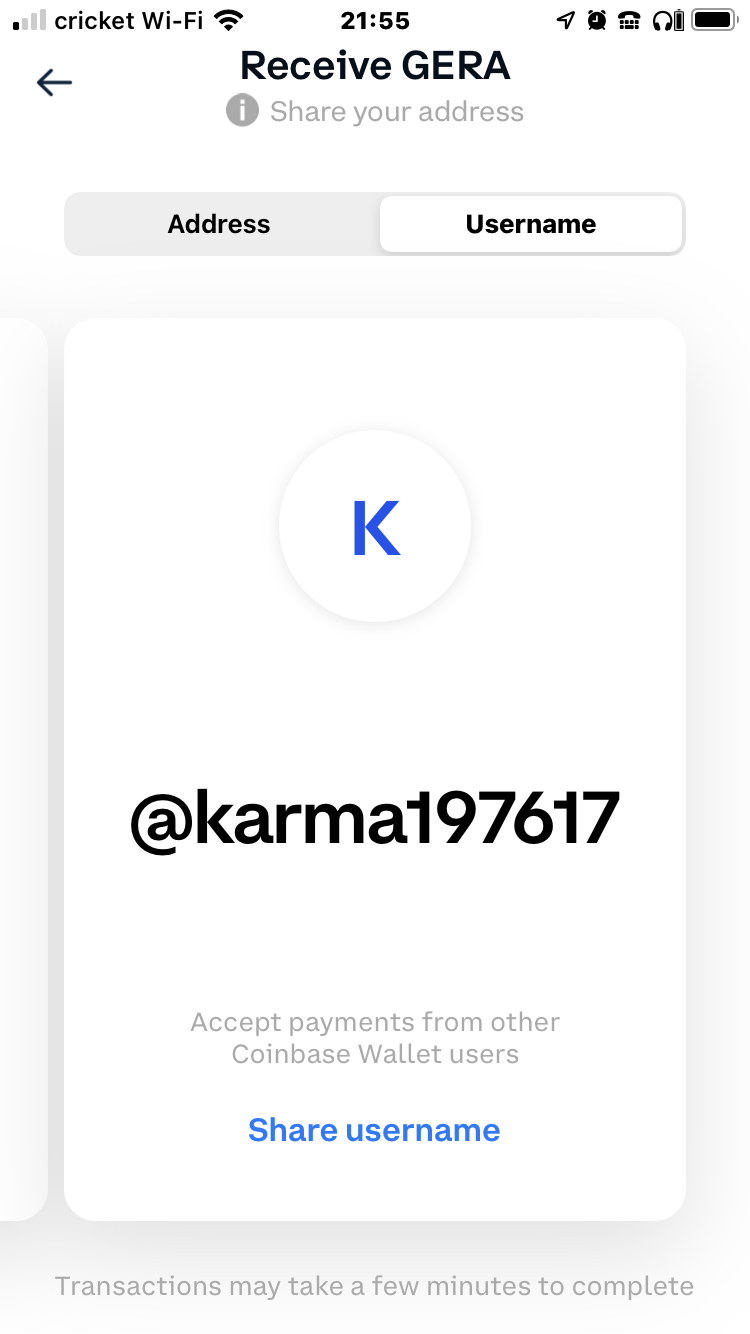 cricket Wi-Fi 21:55
Receive GERA
Share your address
Address Username
K
@karma197617
Accept payments from other
Coinbase Wallet users
Share username
Transactions may take a few minutes to complete